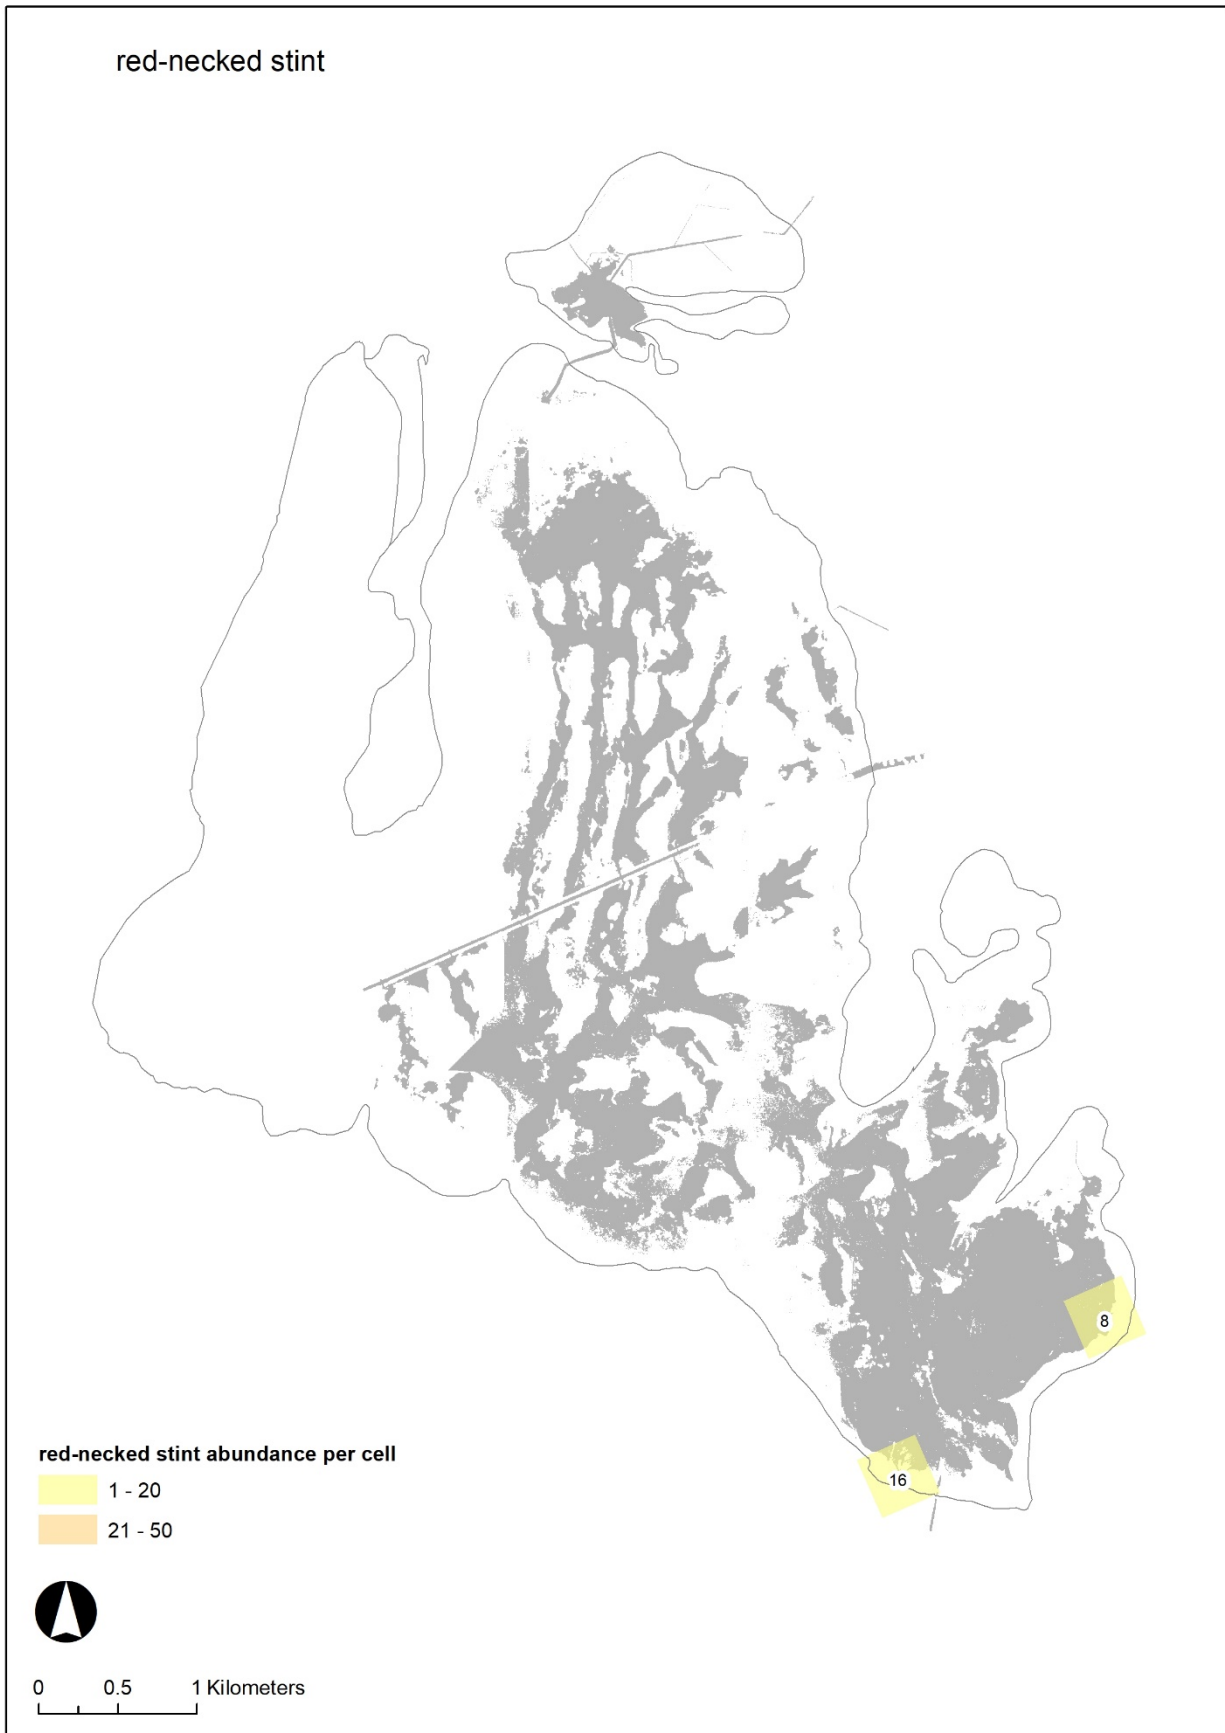 red-necked stint
8
16
red-necked stint abundance per cell
1 - 20
21 - 50
0 0.5 1 Kilometers